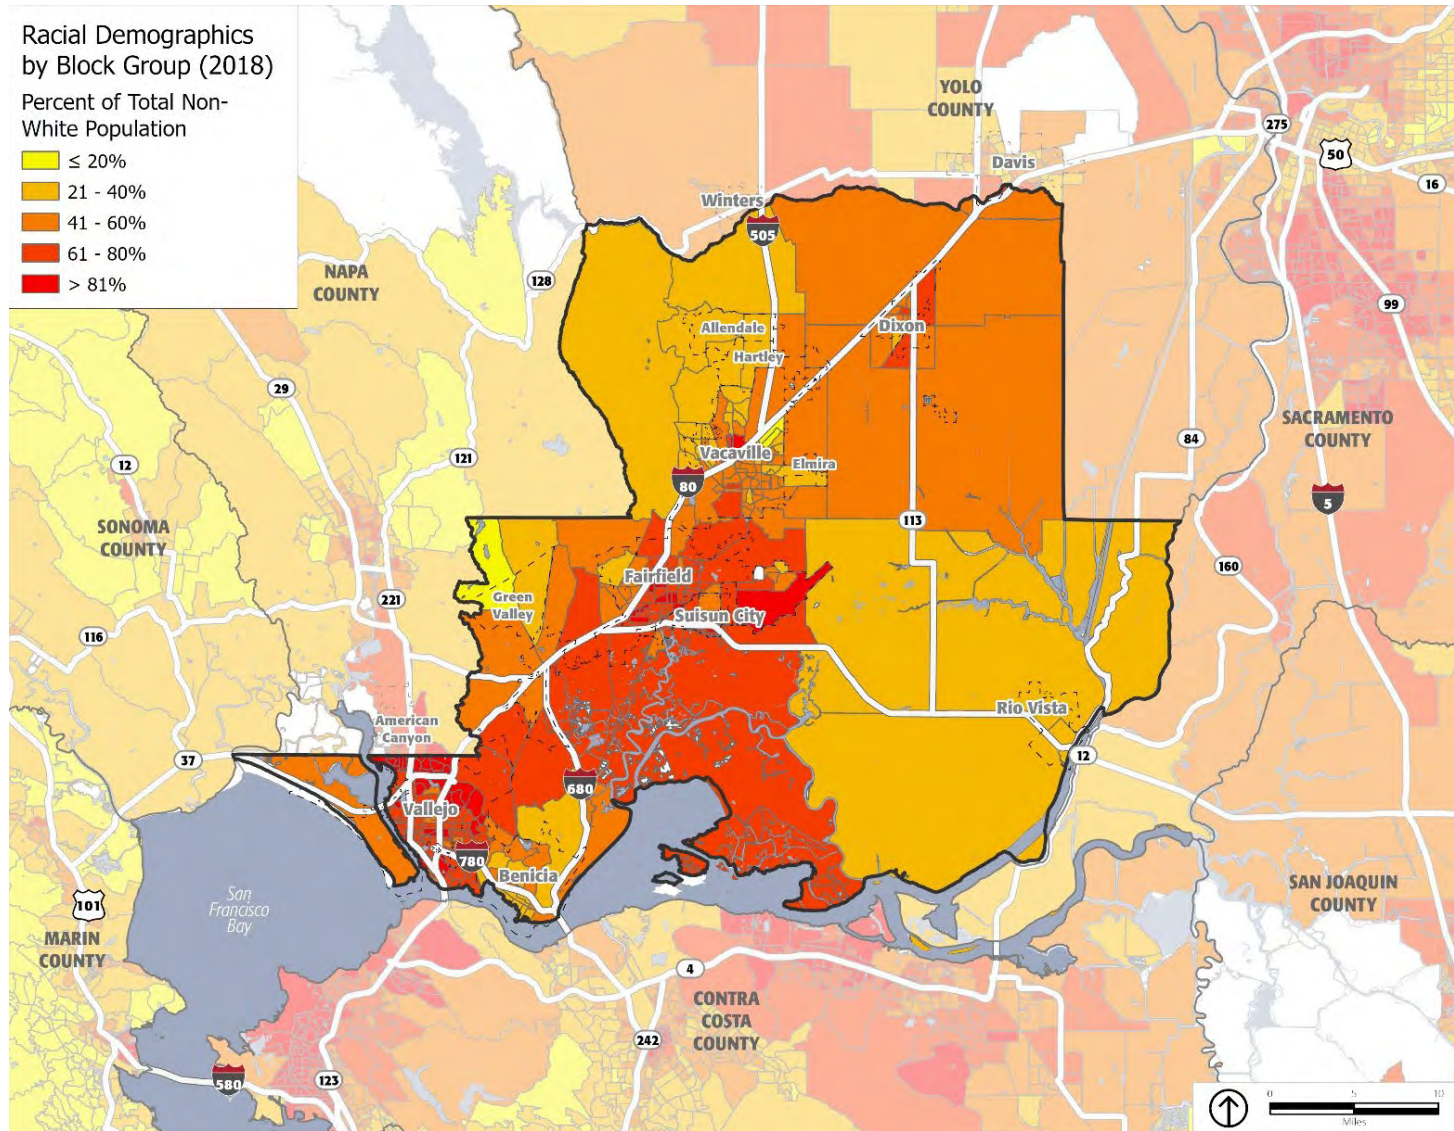 Racial Demographics
by Block Group (2018)
Percent of Total Non-
White Population
≤ 20%
21 - 40%
41 - 60%
61 - 80%
> 81%
YOLO
COUNTY
Davis
275
50
16
Winters
505
NAPA
COUNTY
128
Allendale
Dixon
Hartley
99
29
SACRAMENTO
COUNTY
84
121
12
Vacaville
Elmira
80
5
SONOMA
COUNTY
113
160
Fairfield
Green
Valley
221
Suisun City
116
Rio Vista
American
Canyon
37
12
680
Vallejo
780
Benicia
San
Francisco
Bay
101
SAN JOAQUIN
COUNTY
MARIN
COUNTY
4
CONTRA
COSTA
COUNTY
242
580
123
0 5 10
Miles